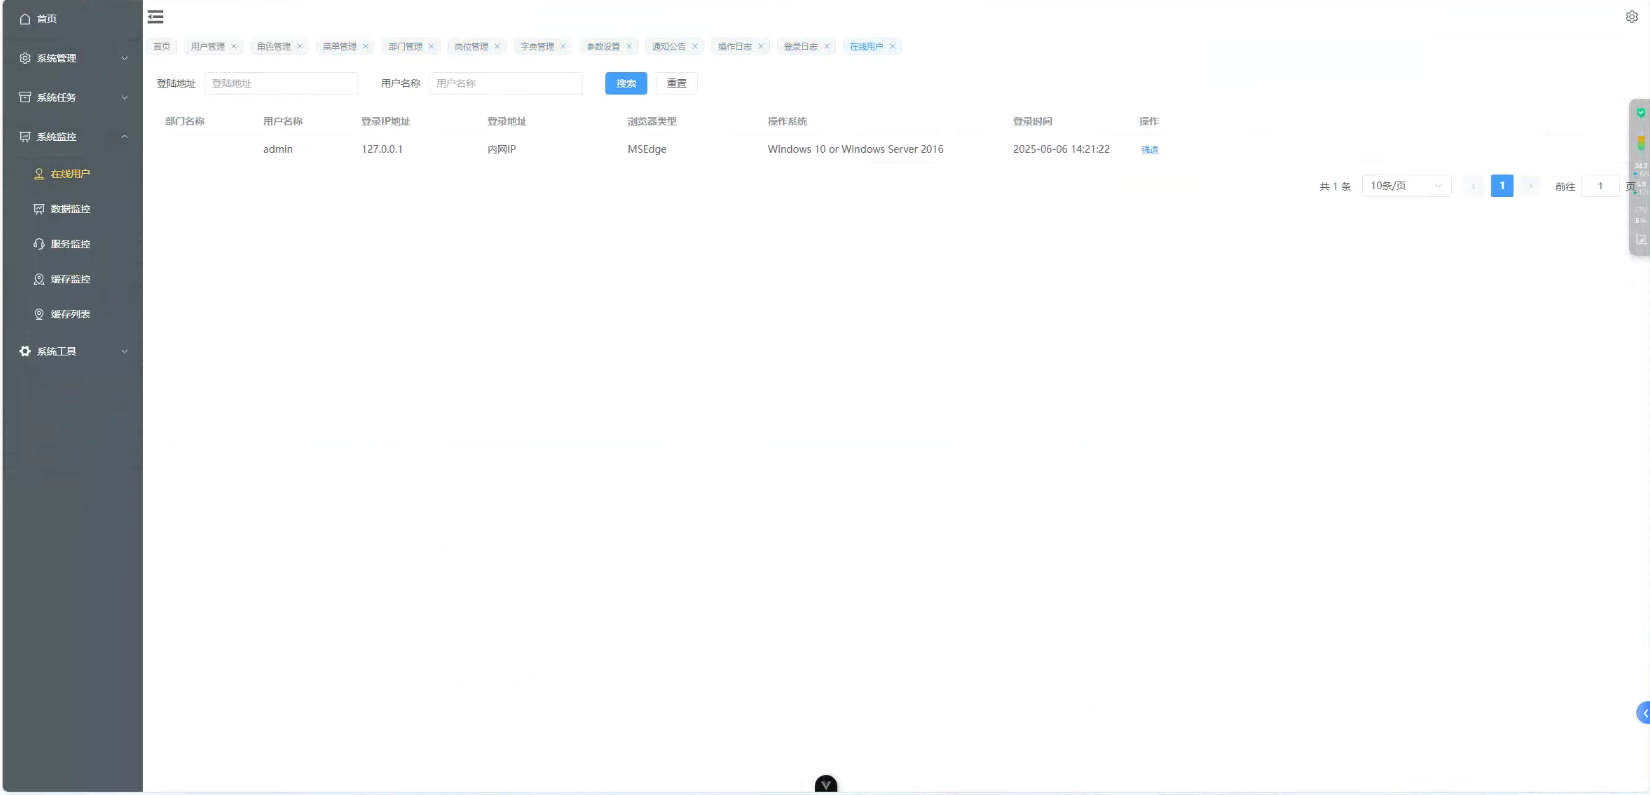 首页
系统管理
系统任务
系统监控
在线用户
数据监控
服务监控
缓存监控
缓存列表
系统工具
首页 用户管理 角色管理 菜单管理 部门管理 岗位管理 字典管理 参数设置 通知公告 操作日志 登录日志 在线用户
登陆地址 登陆地址 用户名称 用户名称 搜索 重置
部门名称 用户名称 登录IP地址 登录地址 浏览器类型 操作系统 登录时间 操作
admin 127.0.0.1 内网IP MSEdge Windows 10 or Windows Server 2016 2025-06-06 14:21:22 强退
共 1 条 10条/页 1 前往 1 页